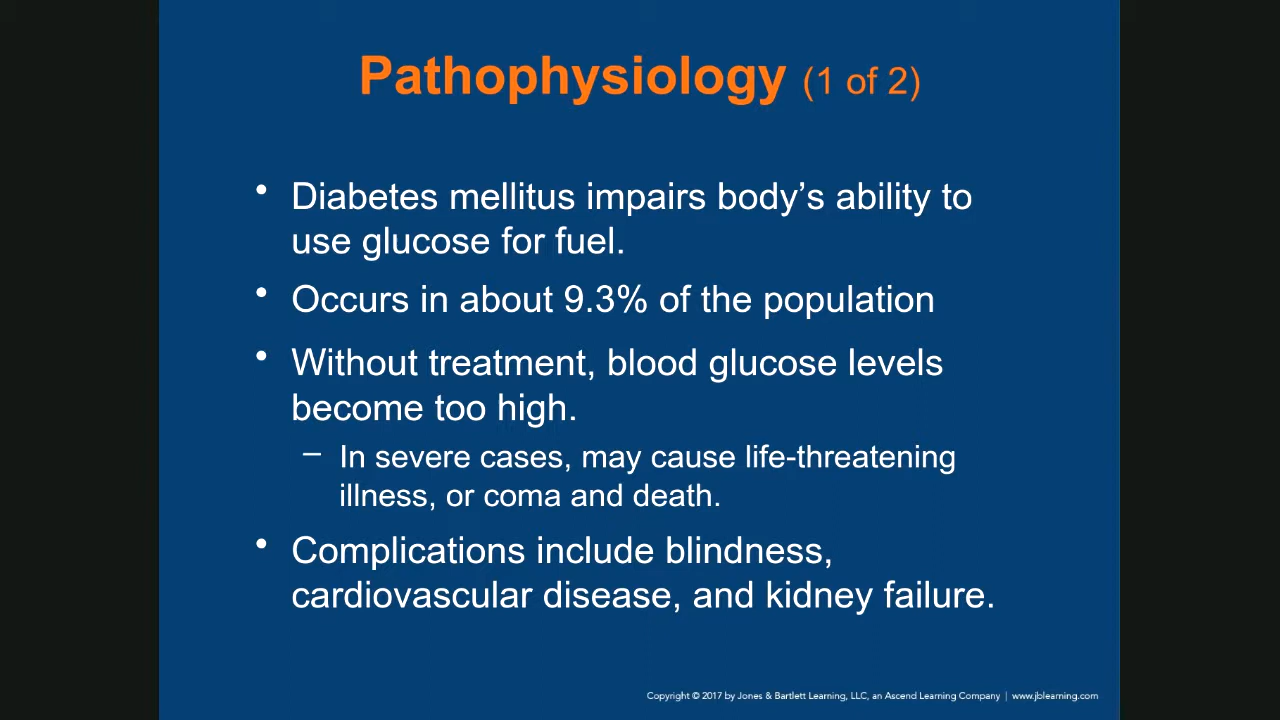 Pathophysiology (1 of 2)
• Diabetes mellitus impairs body’s ability to
use glucose for fuel.
• Occurs in about 9.3% of the population
• Without treatment, blood glucose levels
become too high.
– In severe cases, may cause life-threatening
illness, or coma and death.
• Complications include blindness,
cardiovascular disease, and kidney failure.
Copyright © 2017 by Jones & Bartlett Learning, LLC, an Ascend Learning Company | www.jblearning.com